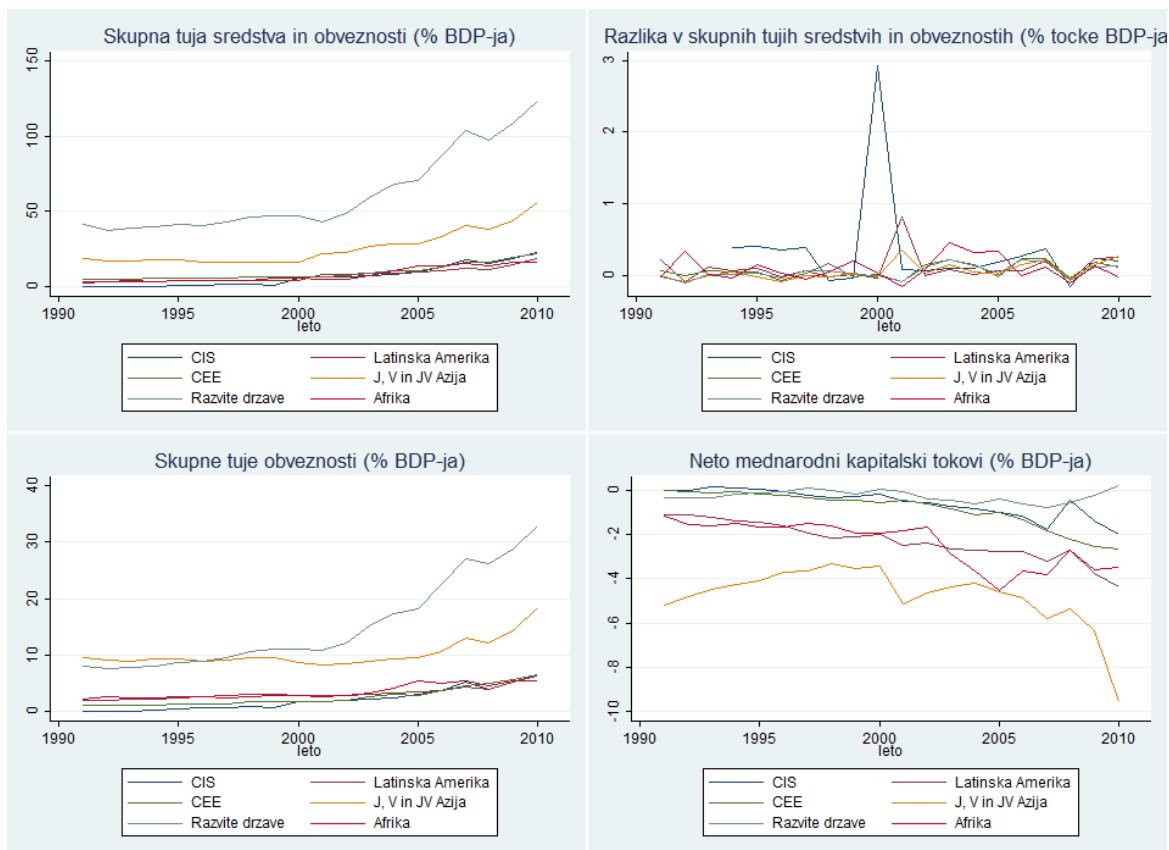 Skupna tuja sredstva in obveznosti (% BDP-ja)
150
100
50
0
1990 1995 2000 2005 2010
leto
CIS Latinska Amerika
CEE J, V in JV Azija
Razvite drzave Afrika
Razlika v skupnih tujih sredstvih in obveznostih (% tocke BDP-ja
3
2
1
0
1990 1995 2000 2005 2010
leto
CIS Latinska Amerika
CEE J, V in JV Azija
Razvite drzave Afrika
Skupne tuje obveznosti (% BDP-ja)
40
30
20
10
0
1990 1995 2000 2005 2010
leto
CIS Latinska Amerika
CEE J, V in JV Azija
Razvite drzave Afrika
Neto mednarodni kapitalski tokovi (% BDP-ja)
0
-2
-4
-6
-8
-10
1990 1995 2000 2005 2010
leto
CIS Latinska Amerika
CEE J, V in JV Azija
Razvite drzave Afrika